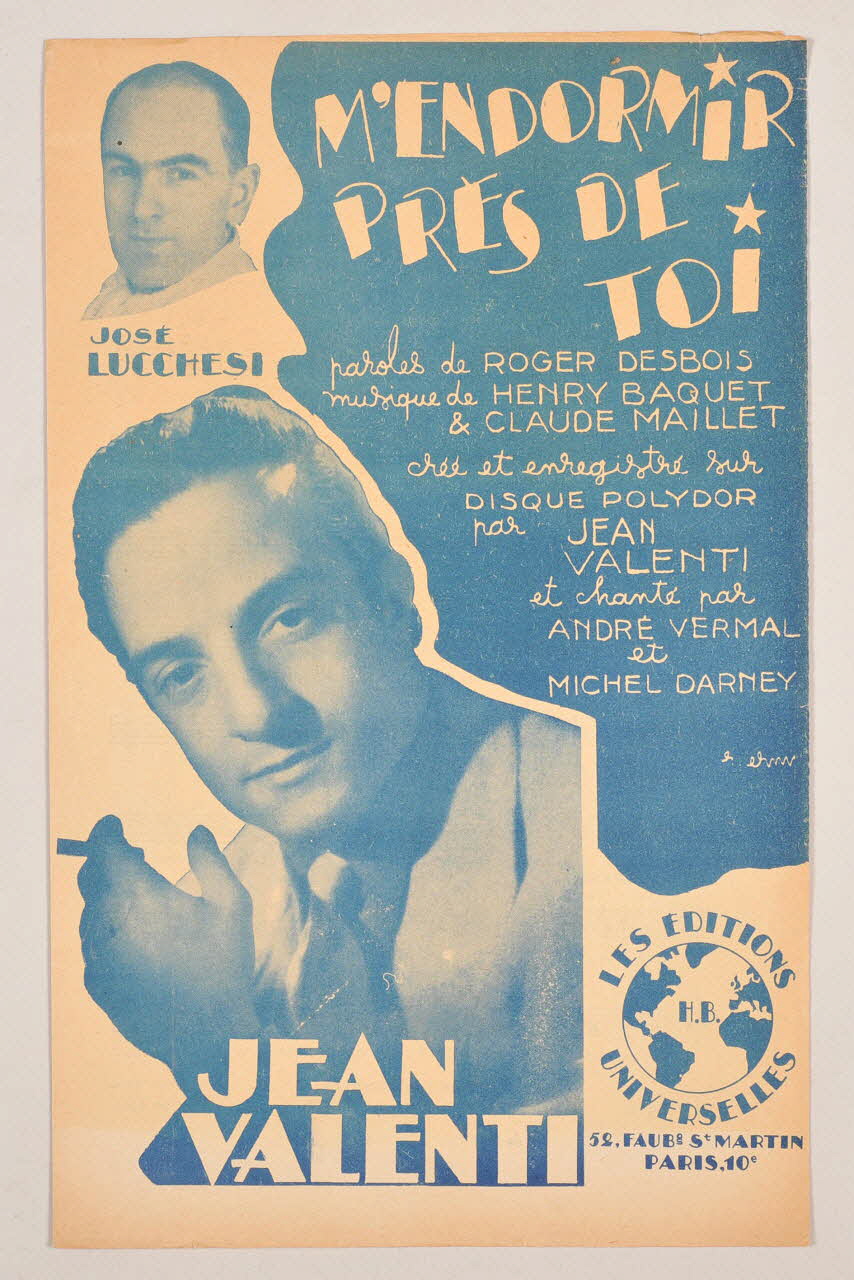 M'ENDORMIR
PRÈS DE
TOI
JOSÉ
LUCCHESI
paroles de ROGER DESBOIS
musique de HENRY BAQUET
& CLAUDE MAILLET
créé et enregistré sur
DISQUE POLYDOR
par JEAN
VALENTI
et chanté par
ANDRÉ VERMAL
et
MICHEL DARNEY
JEAN
VALENTI
LES ÉDITIONS
H.B.
UNIVERSELLES
52, FAUBG ST MARTIN
PARIS, 10e